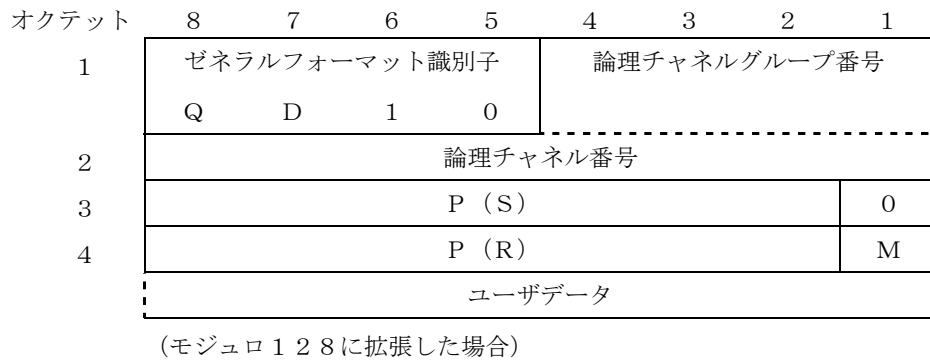 オクテット 8 7 6 5 4 3 2 1
1 ゼネラルフォーマット識別子 論理チャネルグループ番号
Q D 1 0
2 論理チャネル番号
3 P(S) 0
4 P(R) M
ユーザデータ
(モジュロ128に拡張した場合)